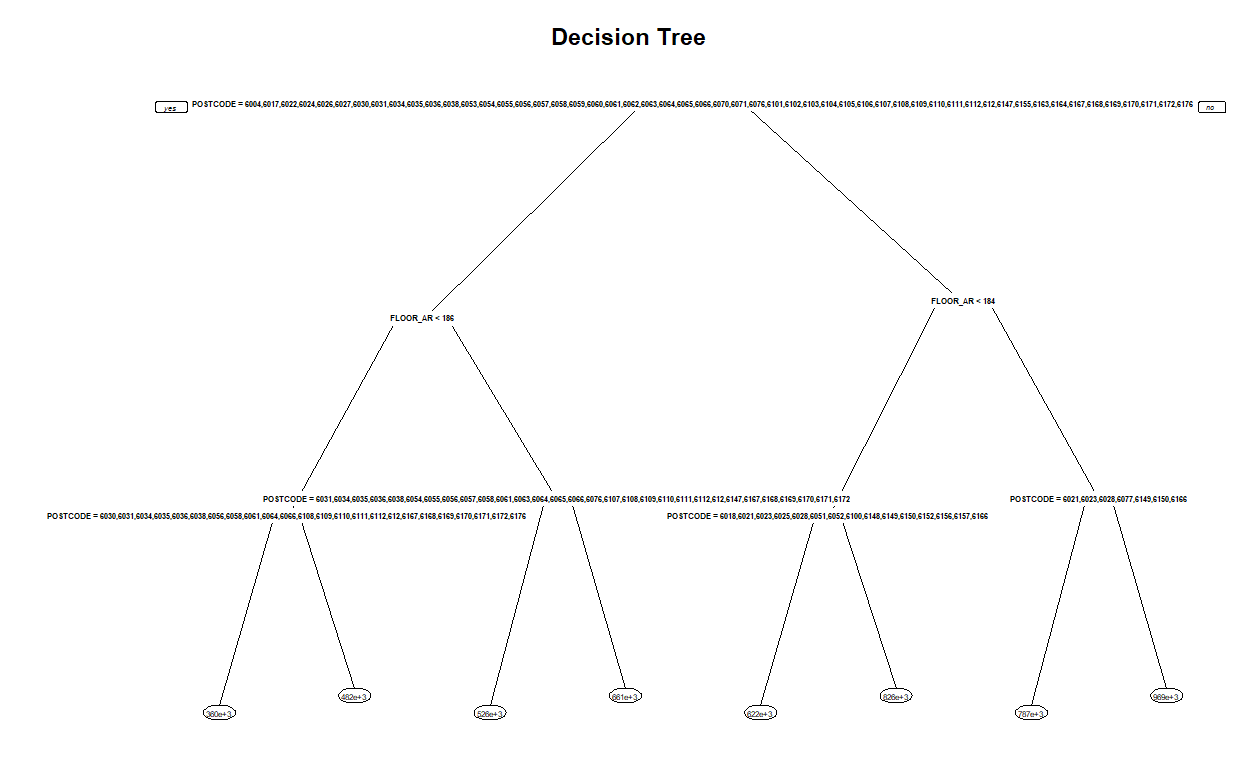 Decision Tree
yes
POSTCODE = 6004,6017,6022,6024,6026,6027,6030,6031,6034,6035,6036,6038,6053,6054,6055,6056,6057,6058,6059,6060,6061,6062,6063,6064,6065,6066,6070,6071,6076,6101,6102,6103,6104,6105,6106,6107,6108,6109,6110,6111,6112,612,6147,6155,6163,6164,6167,6168,6169,6170,6171,6172,6176
no
FLOOR_AR < 184
FLOOR_AR < 186
POSTCODE = 6031,6034,6035,6036,6038,6054,6055,6056,6057,6058,6061,6063,6064,6065,6066,6076,6107,6108,6109,6110,6111,6112,612,6147,6167,6168,6169,6170,6171,6172
POSTCODE = 6021,6023,6028,6077,6149,6150,6166
POSTCODE = 6030,6031,6034,6035,6036,6038,6056,6058,6061,6064,6066,6108,6109,6110,6111,6112,612,6167,6168,6169,6170,6171,6172,6176
POSTCODE = 6018,6021,6023,6025,6028,6051,6052,6100,6148,6149,6150,6152,6156,6157,6166
482e+3
661e+3
826e+3
969e+3
360e+3
526e+3
622e+3
787e+3